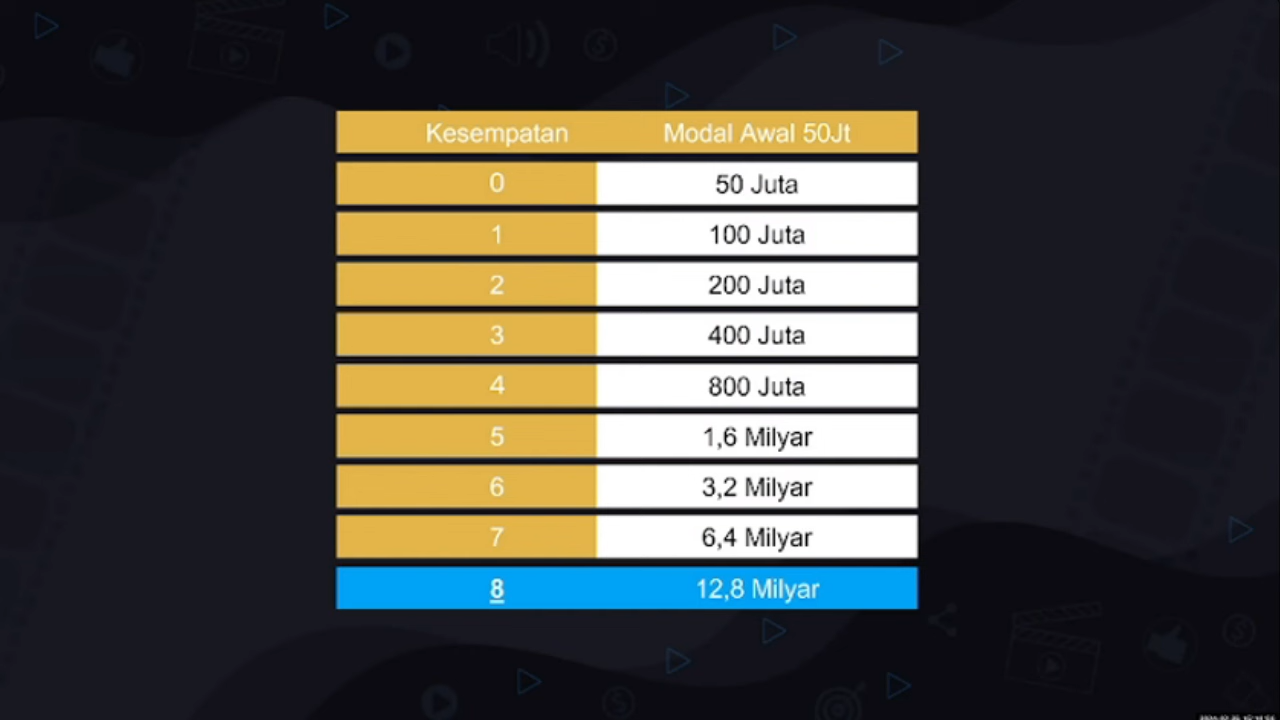 Kesempatan Modal Awal 50Jt
0 50 Juta
1 100 Juta
2 200 Juta
3 400 Juta
4 800 Juta
5 1,6 Milyar
6 3,2 Milyar
7 6,4 Milyar
8 12,8 Milyar